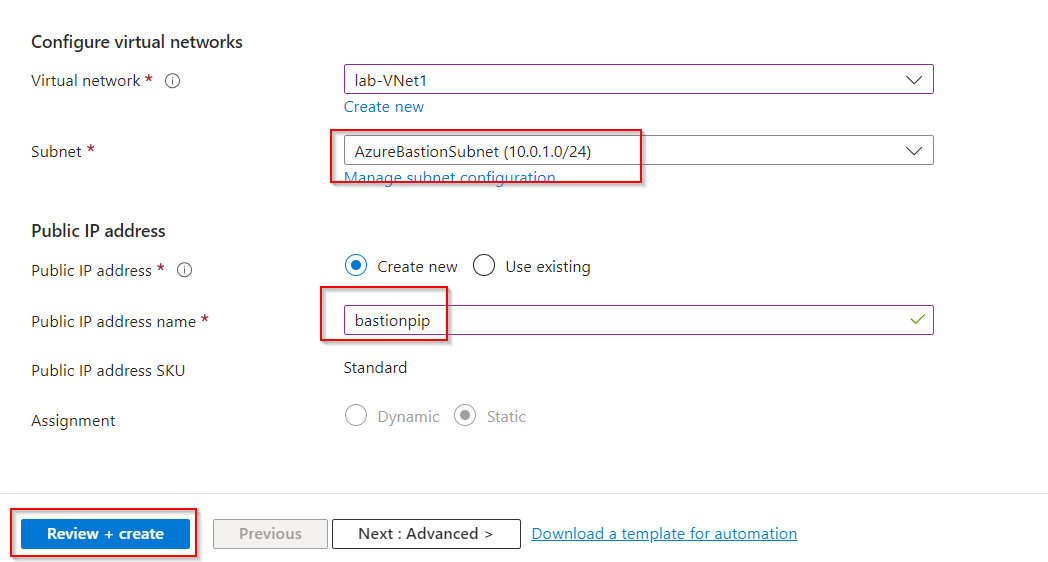 Configure virtual networks
Virtual network *
lab-VNet1
Create new
Subnet *
AzureBastionSubnet (10.0.1.0/24)
Manage subnet configuration
Public IP address
Public IP address *
Create new Use existing
Public IP address name *
bastionpip
Public IP address SKU
Standard
Assignment
Dynamic Static
Review + create Previous Next : Advanced > Download a template for automation